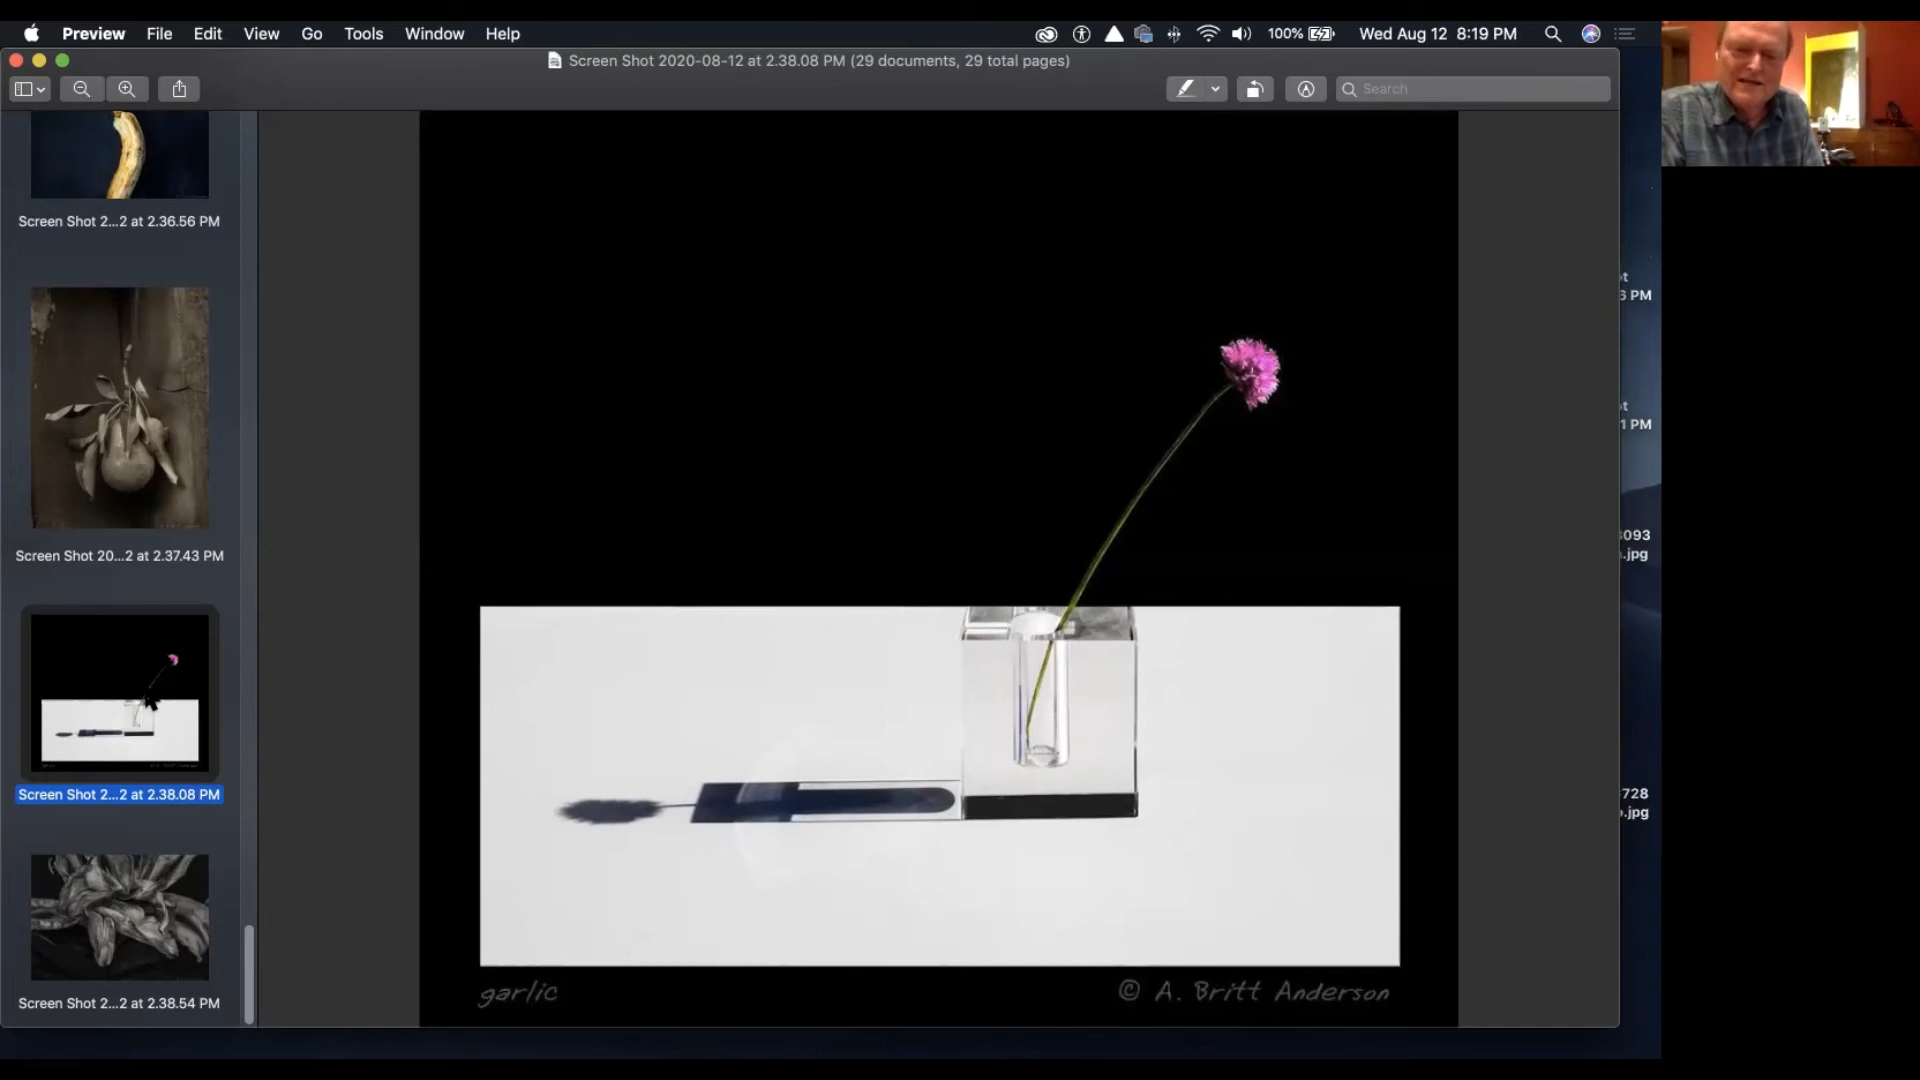 Preview File Edit View Go Tools Window Help 100% Wed Aug 12 8:19 PM
Screen Shot 2020-08-12 at 2.38.08 PM (29 documents, 29 total pages)
Search
Screen Shot 2...2 at 2.36.56 PM
Screen Shot 20...2 at 2.37.43 PM
Screen Shot 2...2 at 2.38.08 PM
Screen Shot 2...2 at 2.38.54 PM
garlic
© A. Britt Anderson
PM
1 PM
.jpg
728
.jpg